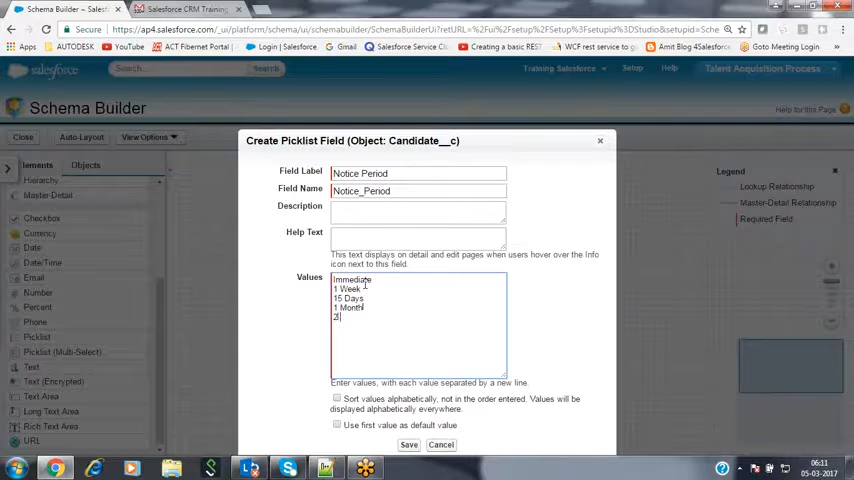 Schema Builder ~ Salesf
Salesforce CRM Training
Secure https://ap4.salesforce.com/_ui/platform/schema/ui/schemabuilder/SchemaBuilderUi?retURL=%2Fui%2Fsetup%2FSetup%3Fsetupid%3DStudio&setupid=Sche
Apps
AUTODESK
YouTube
ACT Fibernet Portal
Login | Salesforce
Gmail
Salesforce Service Cl
Creating a basic REST
WCF rest service to g
Amit Blog 4Salesforce
Goto Meeting Login
salesforce
Search...
Search
Training Salesforce
Setup
Help
Talent Acquisition Process
Schema Builder
Help for this Page
Close
Auto-Layout
View Options
Elements
Objects
Hierarchy
Master-Detail
Checkbox
Currency
Date
Date/Time
Email
Number
Percent
Phone
Picklist
Picklist (Multi-Select)
Text
Text (Encrypted)
Text Area
Long Text Area
Rich Text Area
URL
Create Picklist Field (Object: Candidate__c)
Field Label
Notice Period
Field Name
Notice_Period
Description
Help Text
This text displays on detail and edit pages when users hover over the Info
icon next to this field.
Values
Immediate
1 Week
15 Days
1 Month
2
Enter values, with each value separated by a new line.
Sort values alphabetically, not in the order entered. Values will be
displayed alphabetically everywhere.
Use first value as default value
Save
Cancel
Legend
Lookup Relationship
Master-Detail Relationship
Required Field
06:11
05-03-2017